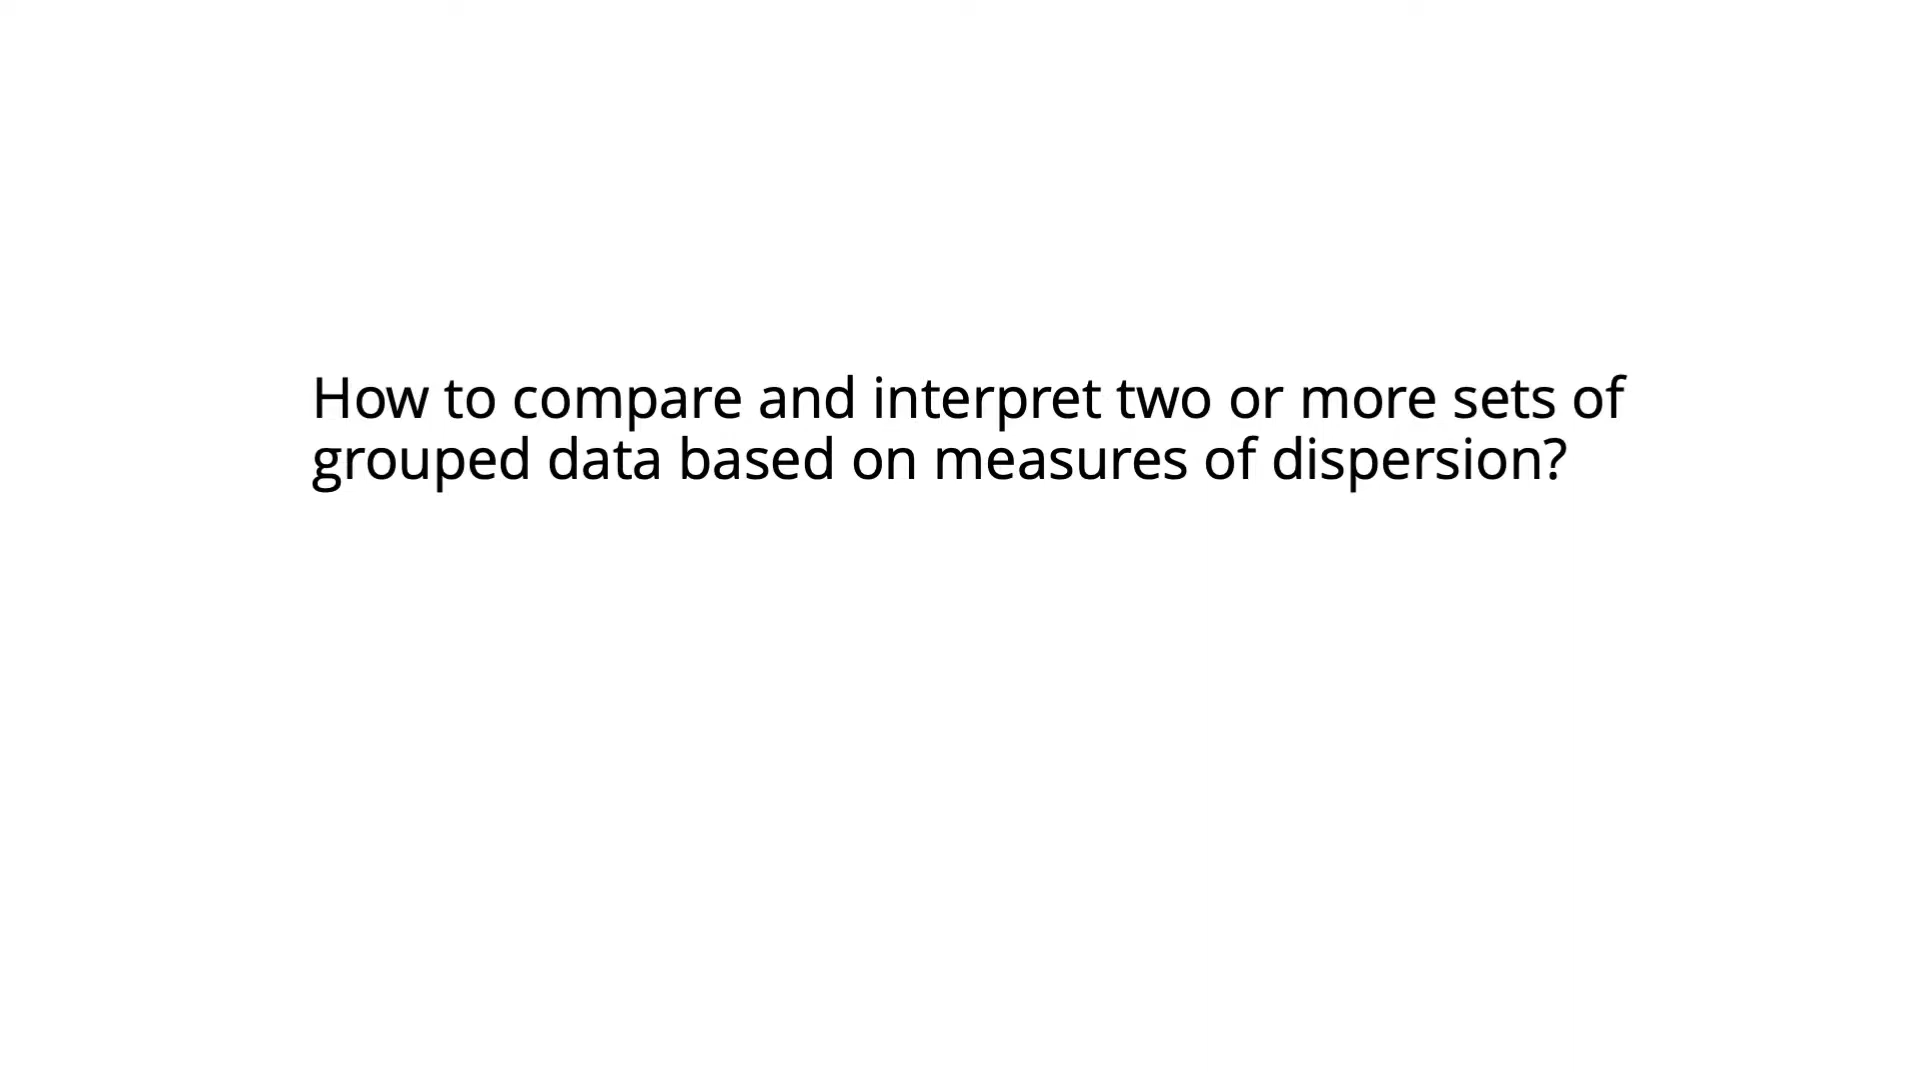 How to compare and interpret two or more sets of
grouped data based on measures of dispersion?